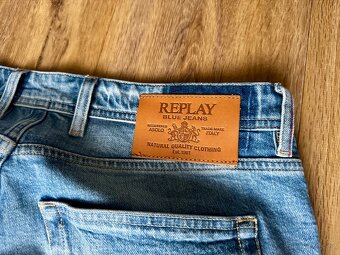 REPLAY
BLUE JEANS
REGISTERED TRADE MARK
ASOLO ITALY
NATURAL QUALITY CLOTHING
Est. 1981